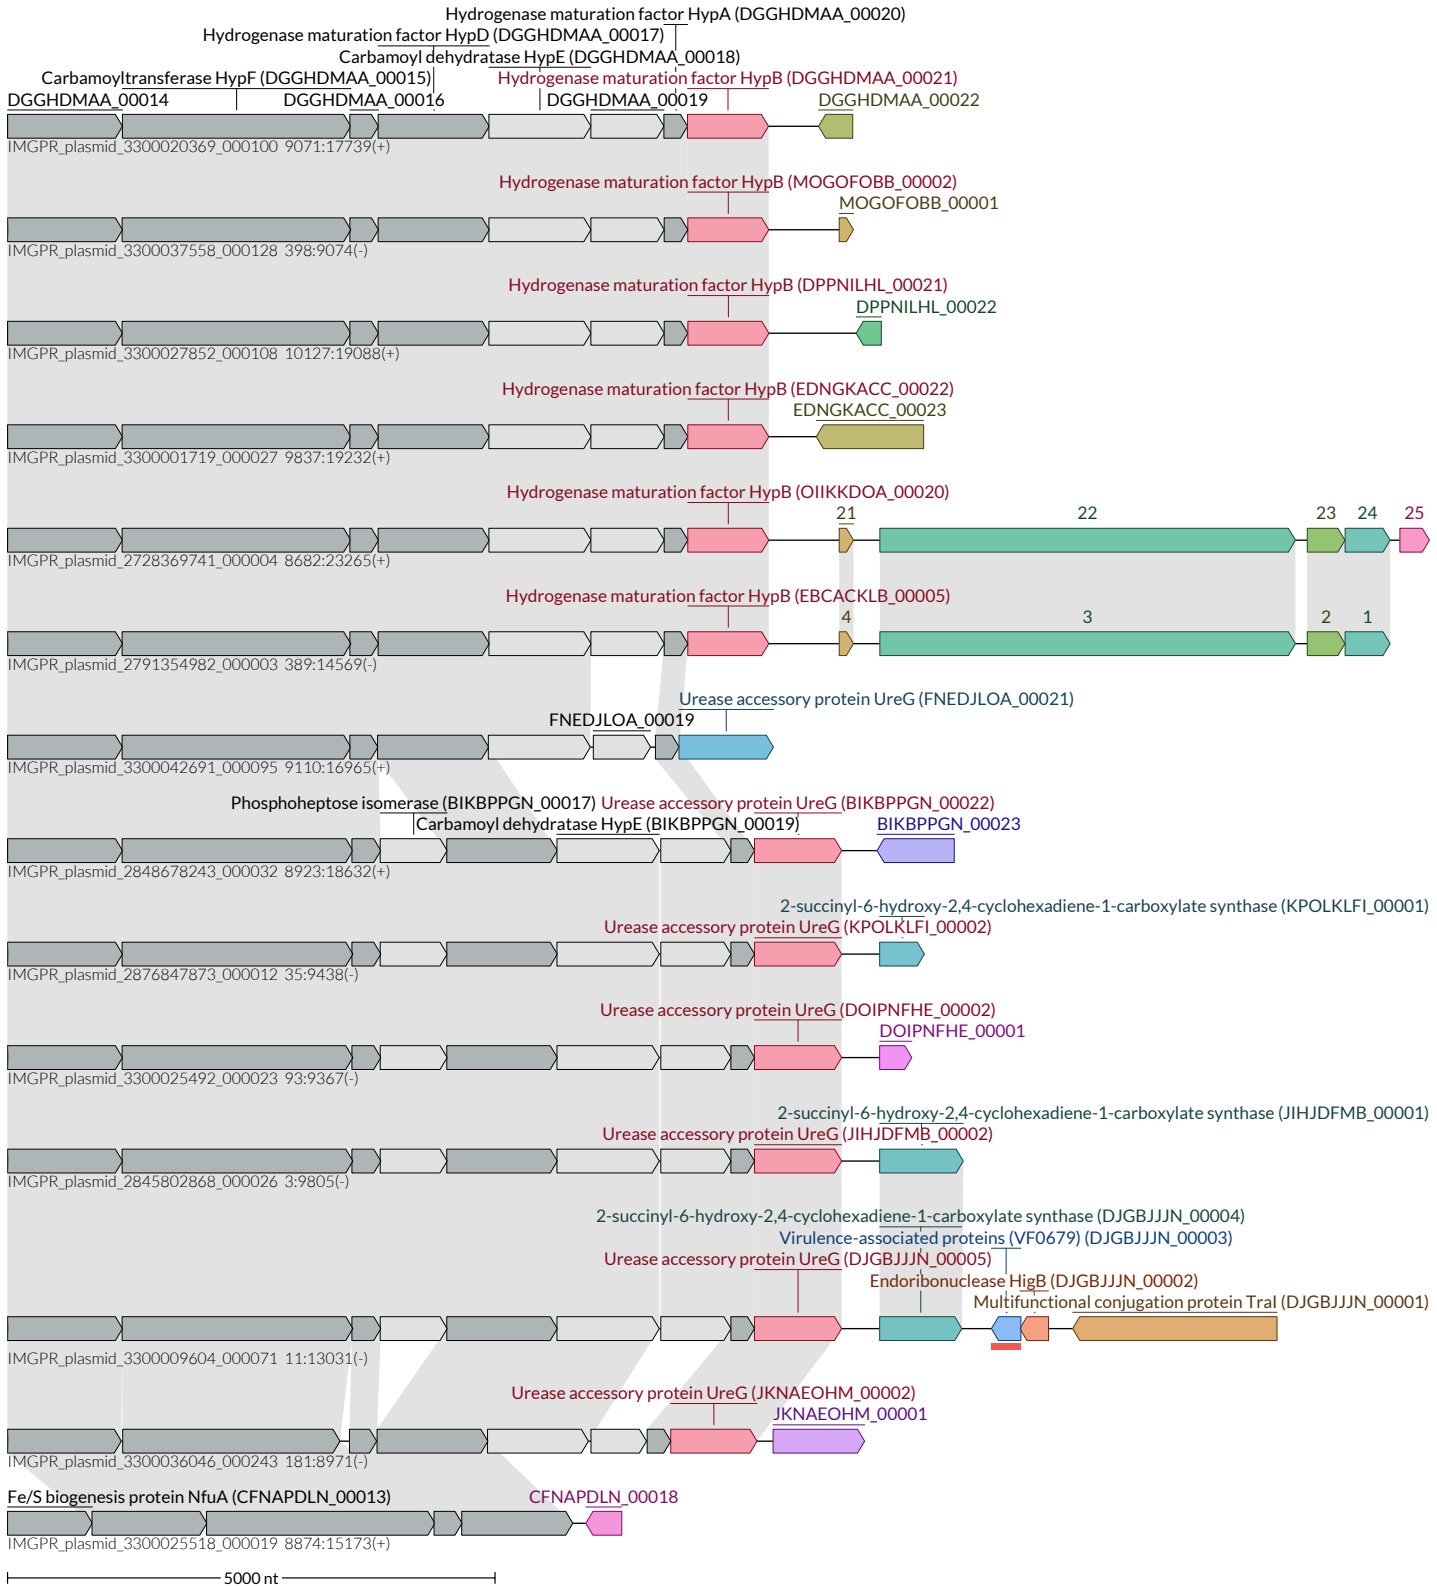 Hydrogenase maturation factor HypA (DGGHDMAA_00020)
Hydrogenase maturation factor HypD (DGGHDMAA_00017)
Carbamoyl dehydratase HypE (DGGHDMAA_00018)
Carbamoyltransferase HypF (DGGHDMAA_00015)
Hydrogenase maturation factor HypB (DGGHDMAA_00021)
DGGHDMAA_00014
DGGHDMAA_00016
DGGHDMAA_00019
DGGHDMAA_00022
IMGPR_plasmid_3300020369_000100 9071:17739(+)
Hydrogenase maturation factor HypB (MOGOFOBB_00002)
MOGOFOBB_00001
IMGPR_plasmid_3300037558_000128 398:9074(-)
Hydrogenase maturation factor HypB (DPPNILHL_00021)
DPPNILHL_00022
IMGPR_plasmid_3300027852_000108 10127:19088(+)
Hydrogenase maturation factor HypB (EDNGKACC_00022)
EDNGKACC_00023
IMGPR_plasmid_3300001719_000027 9837:19232(+)
Hydrogenase maturation factor HypB (OIIKKDOA_00020)
21
22
23
24
25
IMGPR_plasmid_2728369741_000004 8682:23265(+)
Hydrogenase maturation factor HypB (EBCACKLB_00005)
4
3
2
1
IMGPR_plasmid_2791354982_000003 389:14569(-)
Urease accessory protein UreG (FNEDJLOA_00021)
FNEDJLOA_00019
IMGPR_plasmid_3300042691_000095 9110:16965(+)
Phosphoheptose isomerase (BIKBPPGN_00017)
Urease accessory protein UreG (BIKBPPGN_00022)
Carbamoyl dehydratase HypE (BIKBPPGN_00019)
BIKBPPGN_00023
IMGPR_plasmid_2848678243_000032 8923:18632(+)
2-succinyl-6-hydroxy-2,4-cyclohexadiene-1-carboxylate synthase (KPOLKLFI_00001)
Urease accessory protein UreG (KPOLKLFI_00002)
IMGPR_plasmid_2876847873_000012 35:9438(-)
Urease accessory protein UreG (DOIPNFHE_00002)
DOIPNFHE_00001
IMGPR_plasmid_3300025492_000023 93:9367(-)
2-succinyl-6-hydroxy-2,4-cyclohexadiene-1-carboxylate synthase (JIHJDFMB_00001)
Urease accessory protein UreG (JIHJDFMB_00002)
IMGPR_plasmid_2845802868_000026 3:9805(-)
2-succinyl-6-hydroxy-2,4-cyclohexadiene-1-carboxylate synthase (DJGBJJJN_00004)
Virulence-associated proteins (VF0679) (DJGBJJJN_00003)
Urease accessory protein UreG (DJGBJJJN_00005)
Endoribonuclease HigB (DJGBJJJN_00002)
Multifunctional conjugation protein TraI (DJGBJJJN_00001)
IMGPR_plasmid_3300009604_000071 11:13031(-)
Urease accessory protein UreG (JKNAEOHM_00002)
JKNAEOHM_00001
IMGPR_plasmid_3300036046_000243 181:8971(-)
Fe/S biogenesis protein NfuA (CFNAPDLN_00013)
CFNAPDLN_00018
IMGPR_plasmid_3300025518_000019 8874:15173(+)
5000 nt